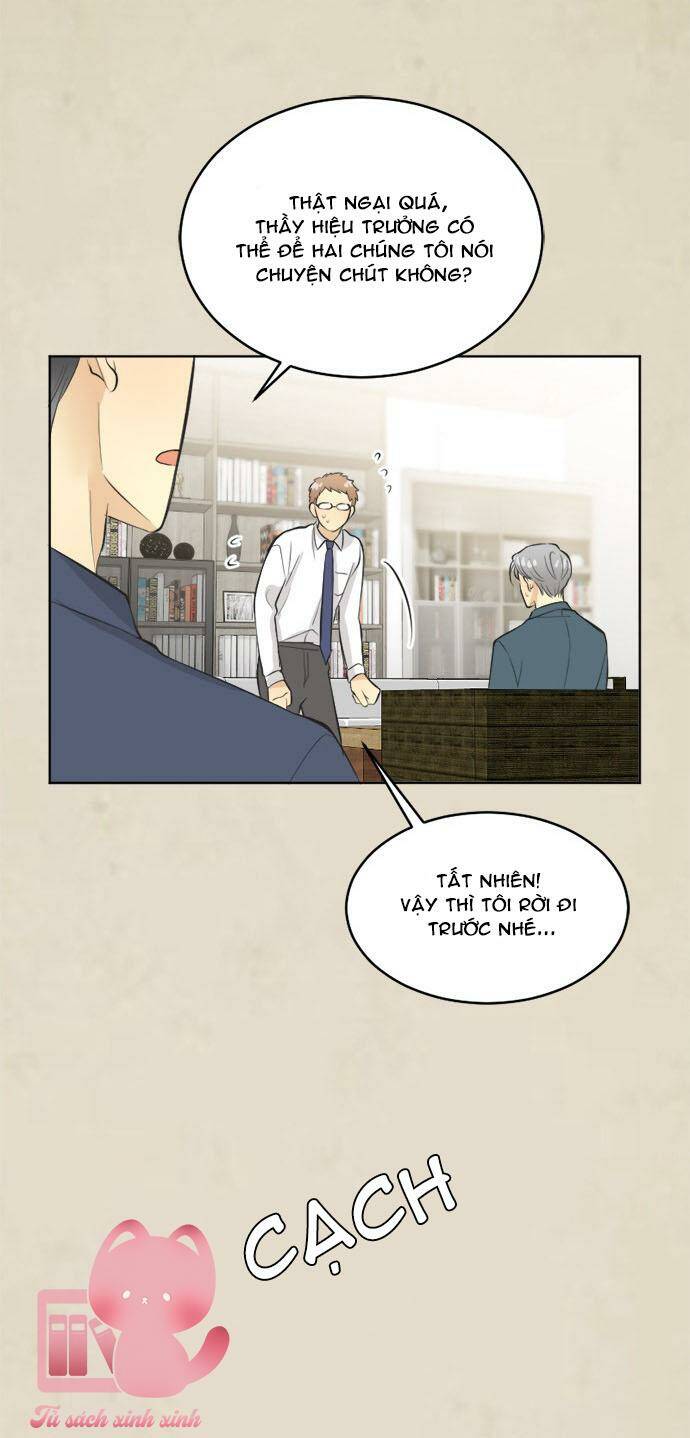 THẬT NGẠI QUÁ,
THẦY HIỆU TRƯỞNG CÓ
THỂ ĐỂ HAI CHÚNG TÔI NÓI
CHUYỆN CHÚT KHÔNG?
TẤT NHIÊN!
VẬY THÌ TÔI RỜI ĐI
TRƯỚC NHÉ...
CẠCH
Tủ sách xinh xinh